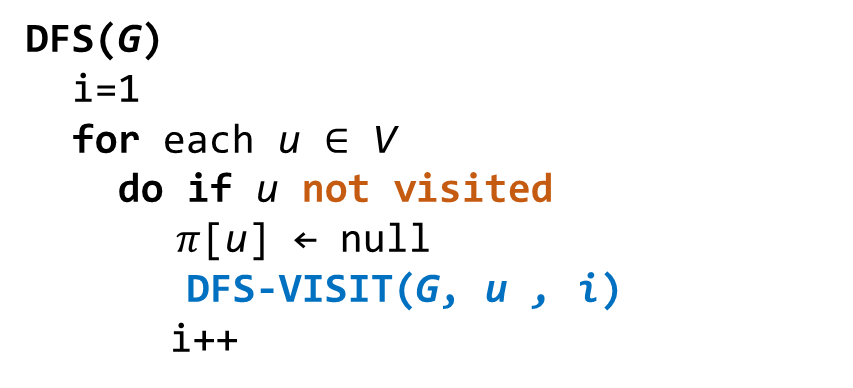 DFS(G)
i=1
for each u ∈ V
do if u not visited
π[u] ← null
DFS-VISIT(G, u , i)
i++